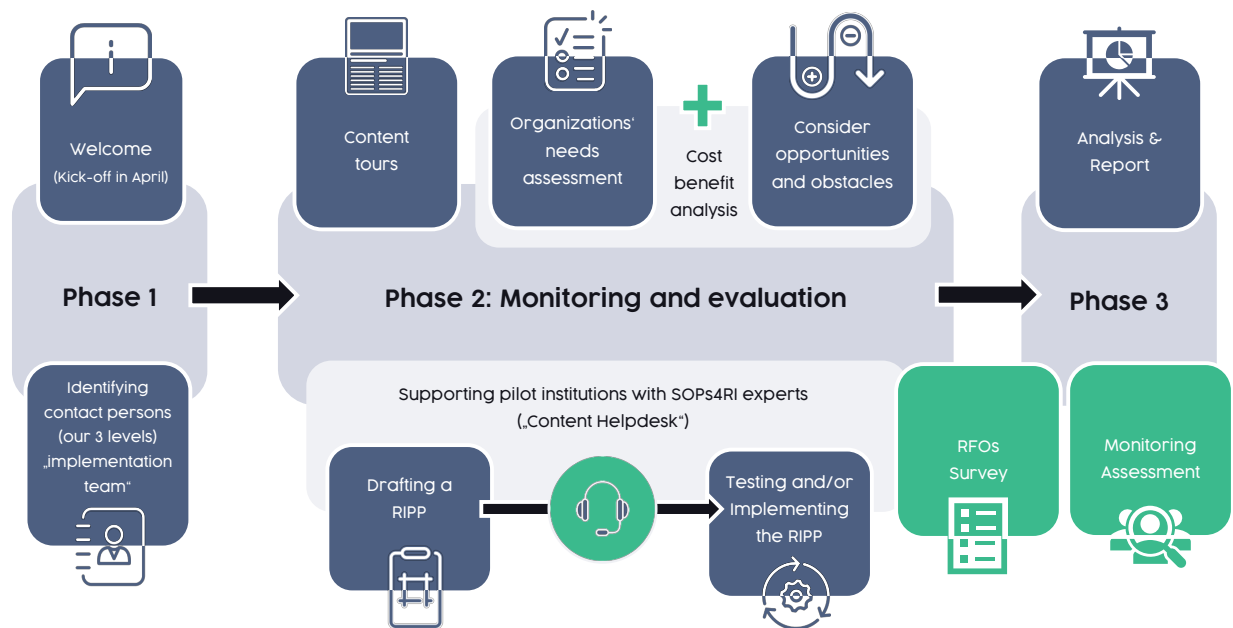 Welcome
(Kick-off in April)
Content
tours
Organizations‘
needs
assessment
Cost
benefit
analysis
Consider
opportunities
and obstacles
Analysis &
Report
Phase 1
Phase 2: Monitoring and evaluation
Phase 3
Identifying
contact persons
(our 3 levels)
„implementation
team“
Supporting pilot institutions with SOPs4RI experts
(„Content Helpdesk“)
Drafting a
RIPP
Testing and/or
Implementing
the RIPP
RFOs
Survey
Monitoring
Assessment